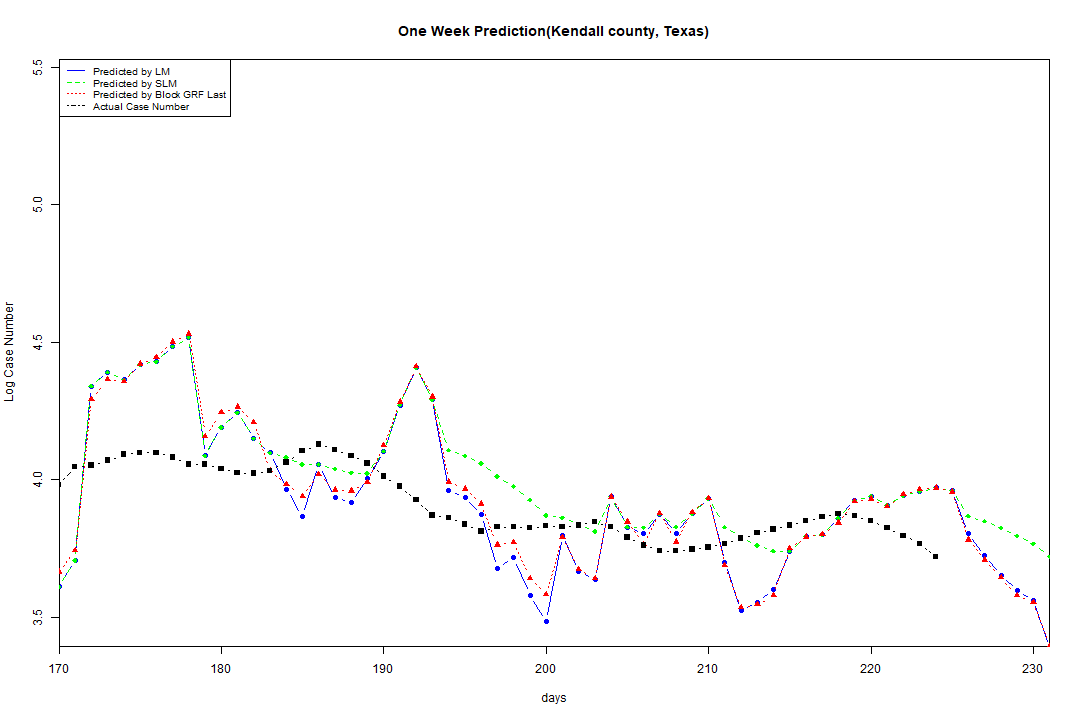 One Week Prediction(Kendall county, Texas)
Predicted by LM
Predicted by SLM
Predicted by Block GRF Last
Actual Case Number
5.5
5.0
4.5
4.0
3.5
Log Case Number
170 180 190 200 210 220 230
days